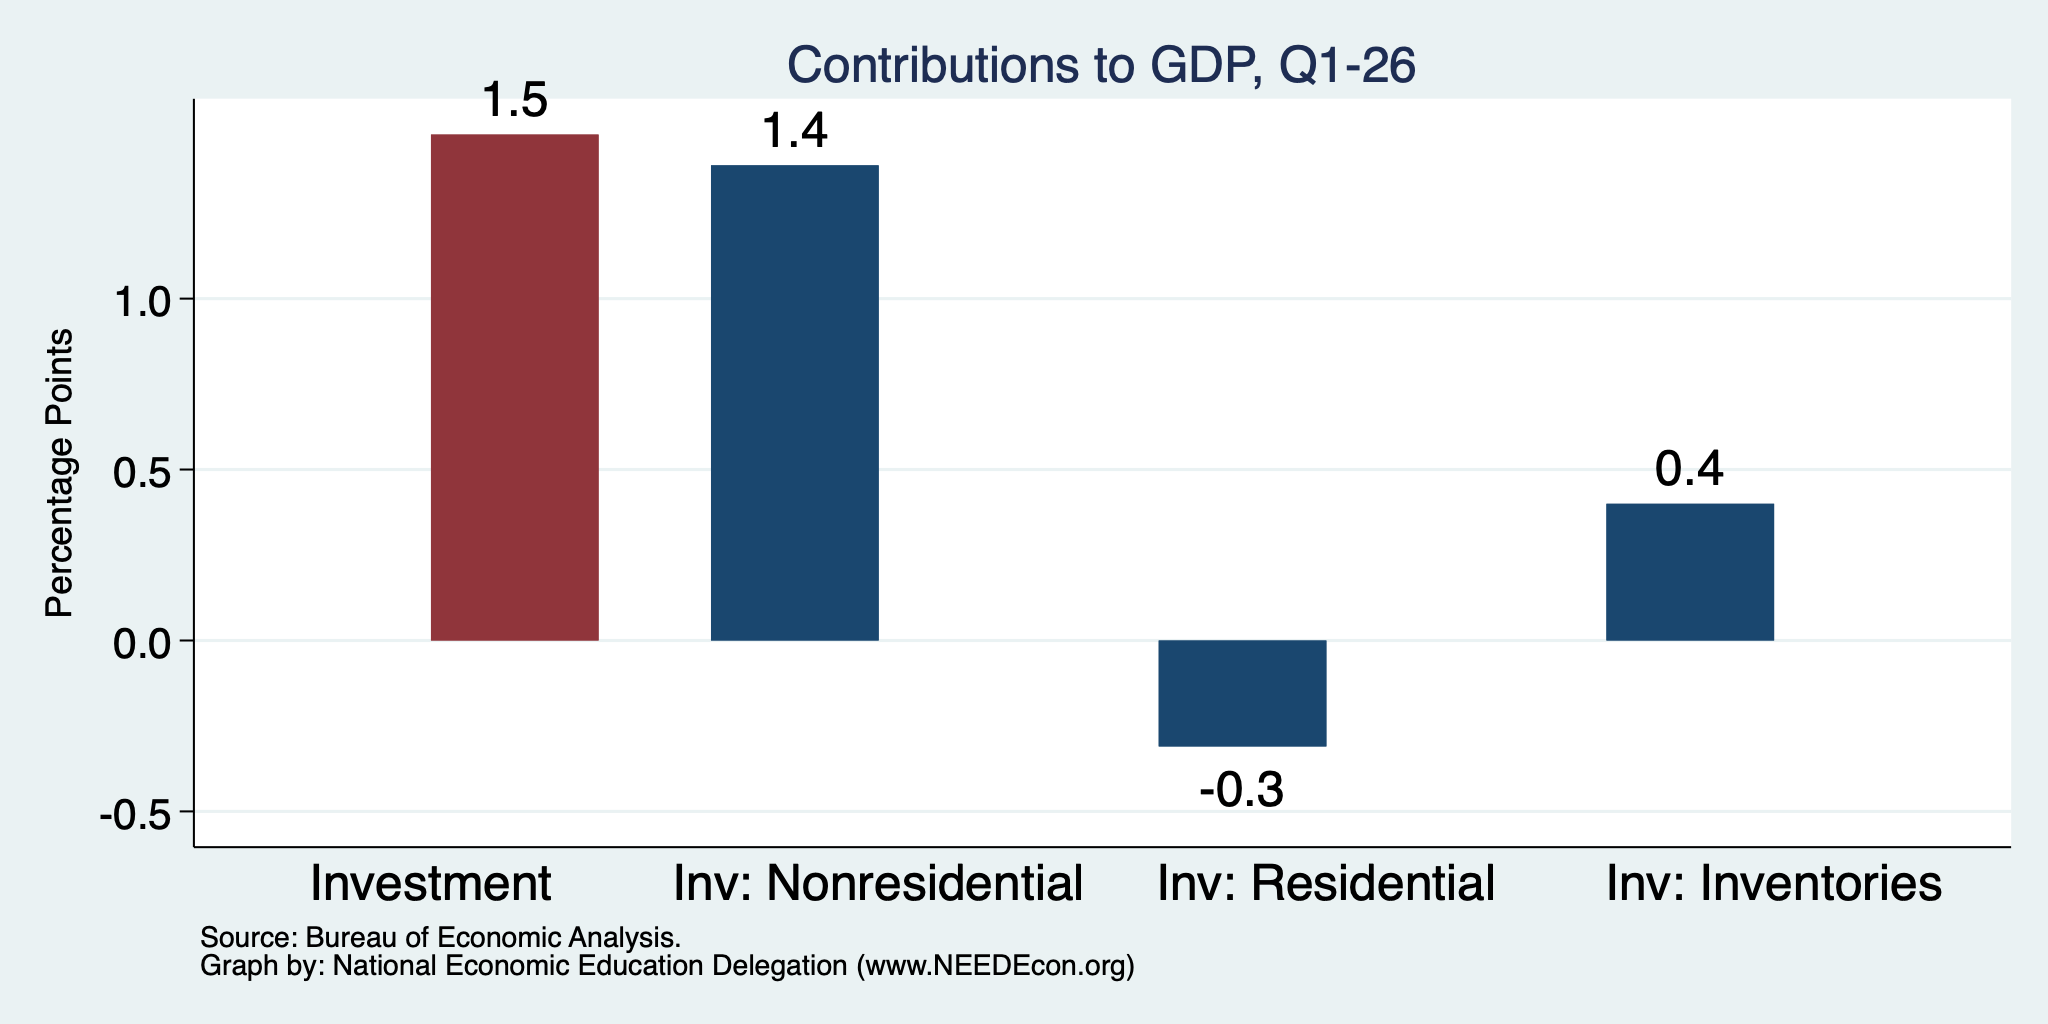 Contributions to GDP, Q1-26
1.5
1.4
1.0
0.5
0.4
0.0
-0.3
-0.5
Percentage Points
Investment
Inv: Nonresidential
Inv: Residential
Inv: Inventories
Source: Bureau of Economic Analysis.
Graph by: National Economic Education Delegation (www.NEEDEcon.org)